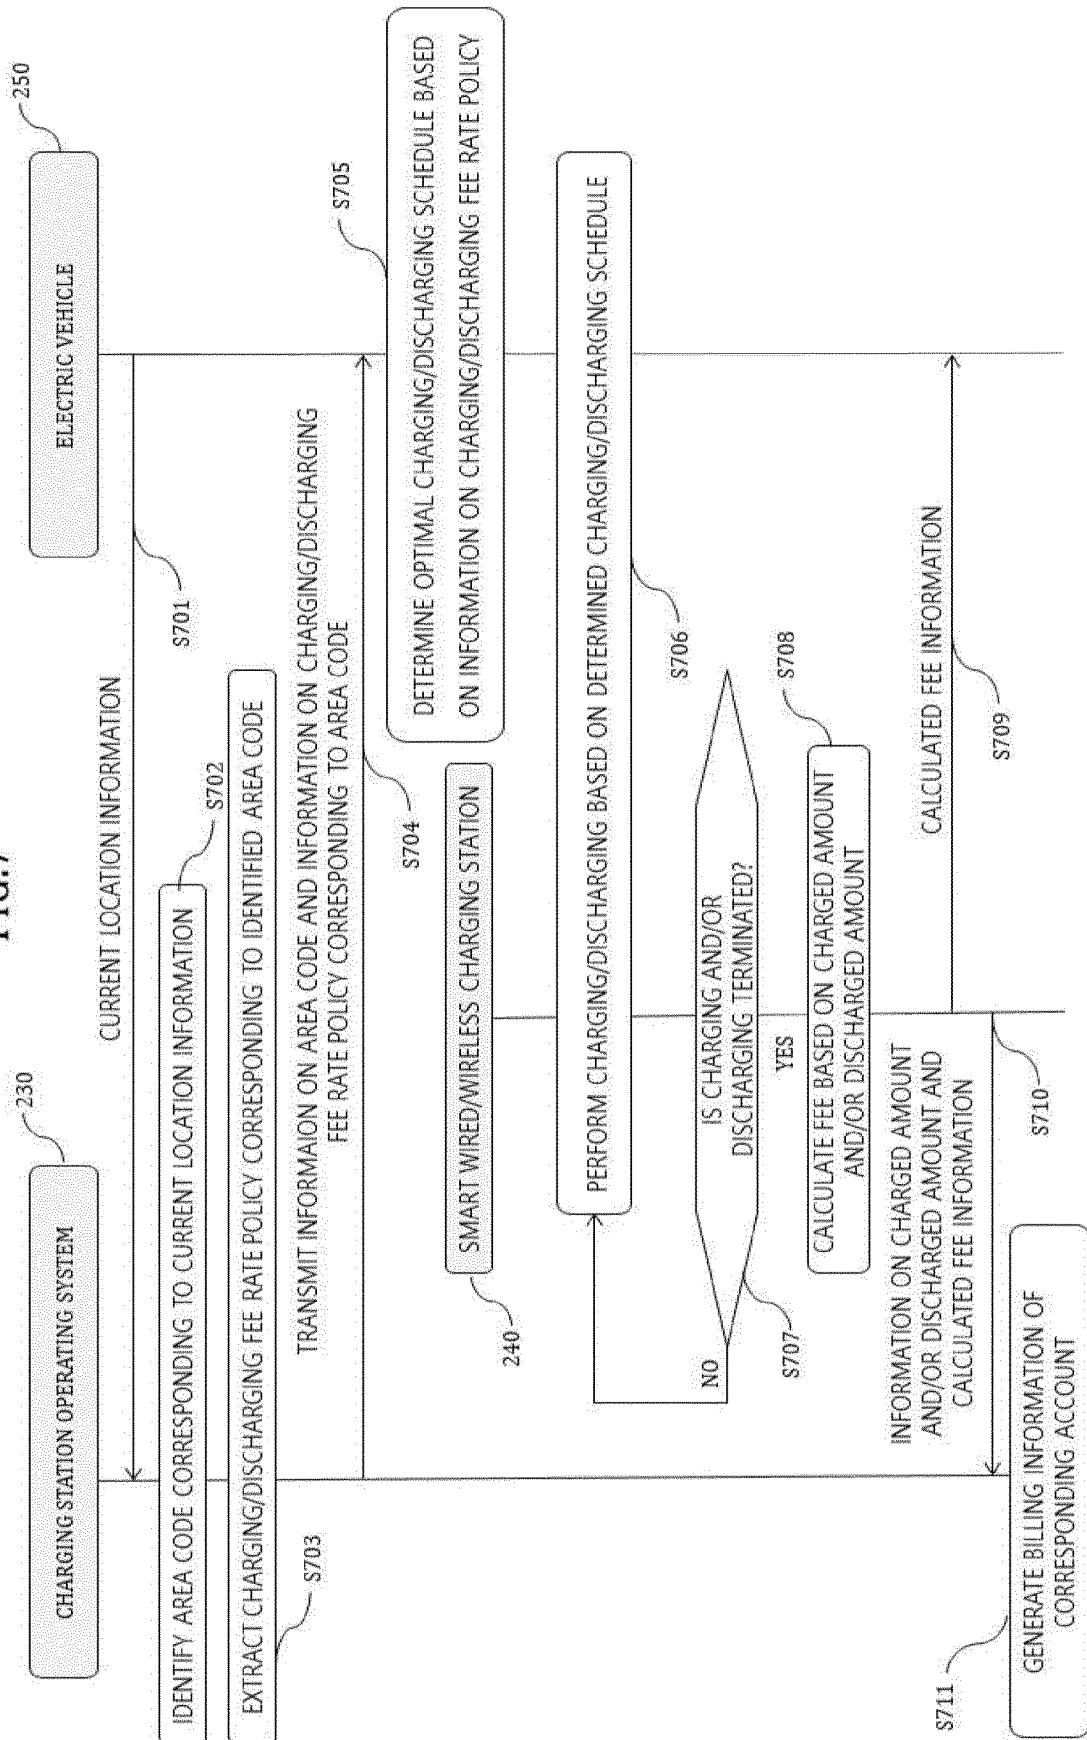 FIG.7
CHARGING STATION OPERATING SYSTEM
230
ELECTRIC VEHICLE
250
CURRENT LOCATION INFORMATION
S701
IDENTIFY AREA CODE CORRESPONDING TO CURRENT LOCATION INFORMATION
S702
EXTRACT CHARGING/DISCHARGING FEE RATE POLICY CORRESPONDING TO IDENTIFIED AREA CODE
S703
TRANSMIT INFORMAION ON AREA CODE AND INFORMATION ON CHARGING/DISCHARGING
FEE RATE POLICY CORRESPONDING TO AREA CODE
S704
DETERMINE OPTIMAL CHARGING/DISCHARGING SCHEDULE BASED
ON INFORMATION ON CHARGING/DISCHARGING FEE RATE POLICY
S705
SMART WIRED/WIRELESS CHARGING STATION
240
PERFORM CHARGING/DISCHARGING BASED ON DETERMINED CHARGING/DISCHARGING SCHEDULE
S706
IS CHARGING AND/OR
DISCHARGING TERMINATED?
NO
S707
YES
CALCULATE FEE BASED ON CHARGED AMOUNT
AND/OR DISCHARGED AMOUNT
S708
CALCULATED FEE INFORMATION
S709
INFORMATION ON CHARGED AMOUNT
AND/OR DISCHARGED AMOUNT AND
CALCULATED FEE INFORMATION
S710
GENERATE BILLING INFORMATION OF
CORRESPONDING ACCOUNT
S711